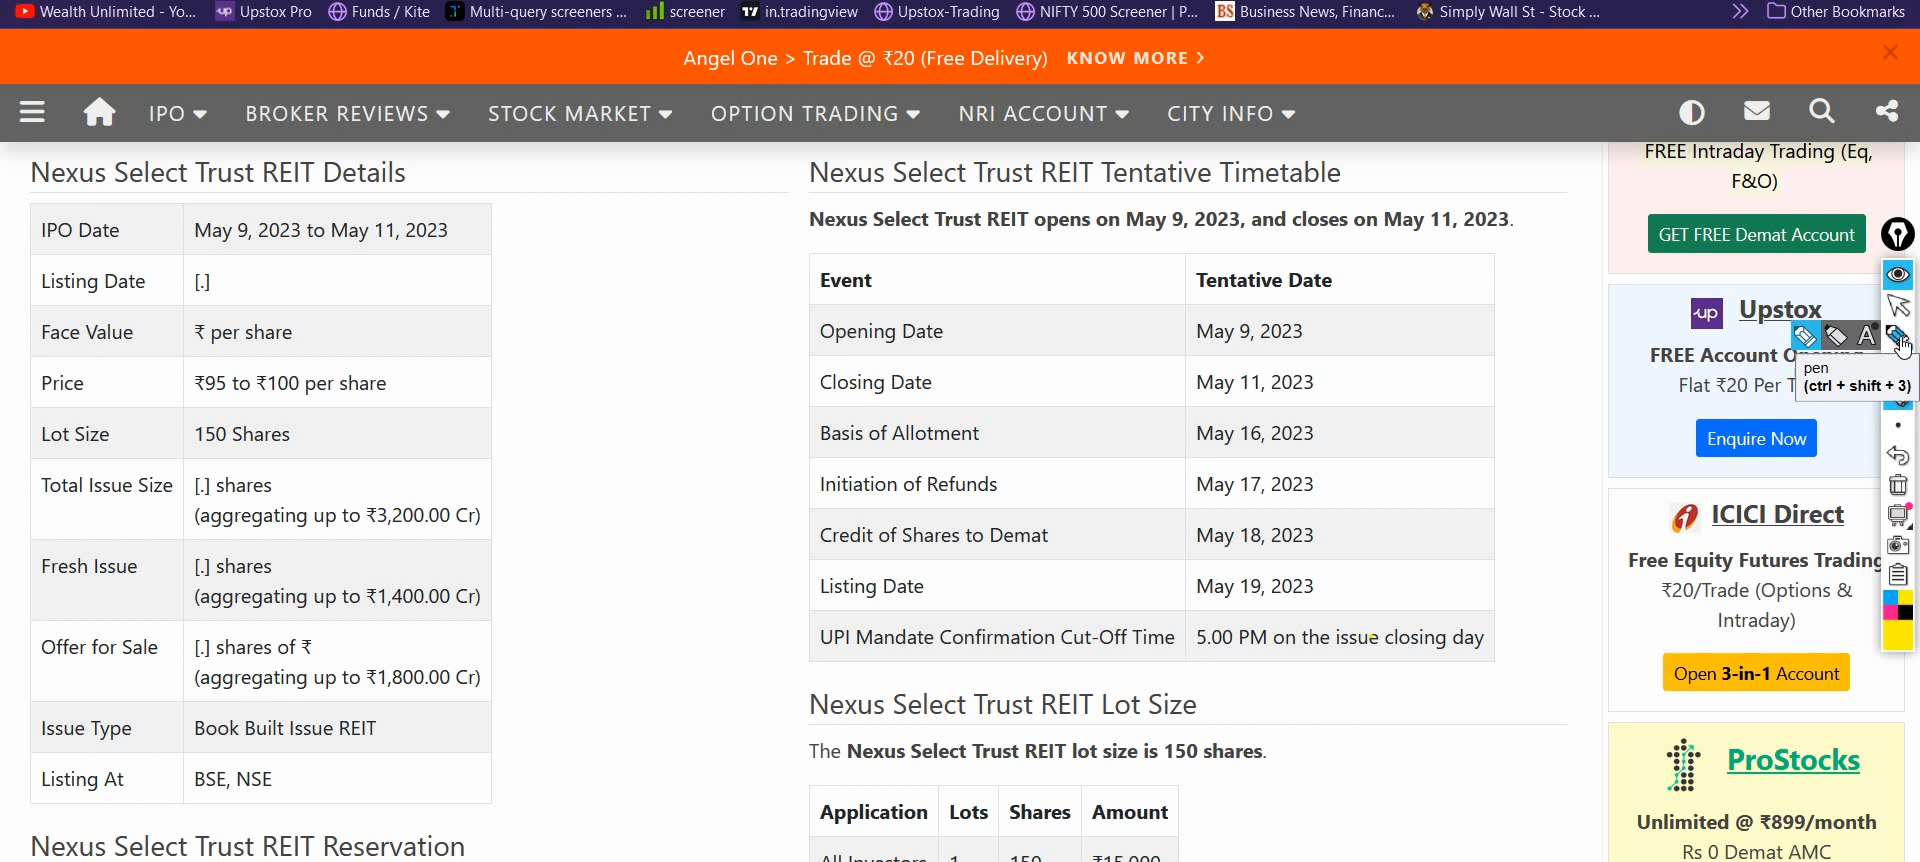 Wealth Unlimited - Yo...
Upstox Pro
Funds / Kite
Multi-query screeners ...
screener
in.tradingview
Upstox-Trading
NIFTY 500 Screener | P...
Business News, Financ...
Simply Wall St - Stock ...
Other Bookmarks
Angel One > Trade @ ₹20 (Free Delivery) KNOW MORE
IPO
BROKER REVIEWS
STOCK MARKET
OPTION TRADING
NRI ACCOUNT
CITY INFO
Nexus Select Trust REIT Details
IPO Date May 9, 2023 to May 11, 2023
Listing Date [.]
Face Value ₹ per share
Price ₹95 to ₹100 per share
Lot Size 150 Shares
Total Issue Size [.] shares
(aggregating up to ₹3,200.00 Cr)
Fresh Issue [.] shares
(aggregating up to ₹1,400.00 Cr)
Offer for Sale [.] shares of ₹
(aggregating up to ₹1,800.00 Cr)
Issue Type Book Built Issue REIT
Listing At BSE, NSE
Nexus Select Trust REIT Reservation
Nexus Select Trust REIT Tentative Timetable
Nexus Select Trust REIT opens on May 9, 2023, and closes on May 11, 2023.
Event Tentative Date
Opening Date May 9, 2023
Closing Date May 11, 2023
Basis of Allotment May 16, 2023
Initiation of Refunds May 17, 2023
Credit of Shares to Demat May 18, 2023
Listing Date May 19, 2023
UPI Mandate Confirmation Cut-Off Time 5.00 PM on the issue closing day
Nexus Select Trust REIT Lot Size
The Nexus Select Trust REIT lot size is 150 shares.
Application Lots Shares Amount
All Investors 1 150 ₹15,000
FREE Intraday Trading (Eq,
F&O)
GET FREE Demat Account
up Upstox
FREE Account
Flat ₹20 Per
pen
(ctrl + shift + 3)
Enquire Now
ICICI Direct
Free Equity Futures Trading
₹20/Trade (Options &
Intraday)
Open 3-in-1 Account
ProStocks
Unlimited @ ₹899/month
Rs 0 Demat AMC